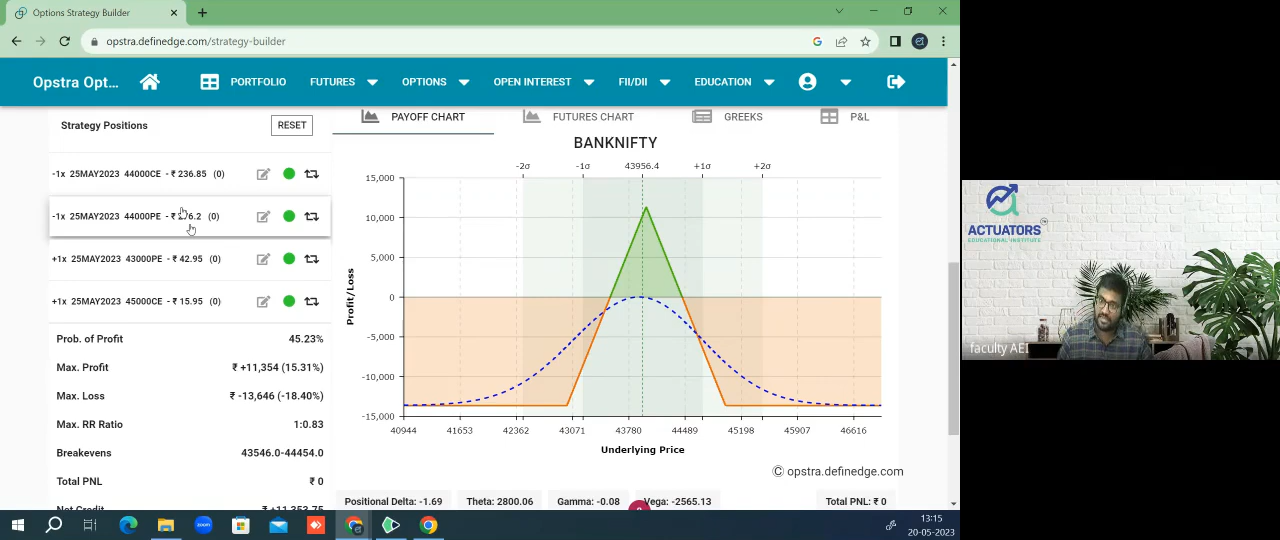 Options Strategy Builder
opstra.definedge.com/strategy-builder
Opstra Opt... PORTFOLIO FUTURES OPTIONS OPEN INTEREST FII/DII EDUCATION
Strategy Positions RESET
PAYOFF CHART FUTURES CHART GREEKS P&L
BANKNIFTY
-2σ -1σ 43956.4 +1σ +2σ
-1x 25MAY2023 44000CE - ₹ 236.85 (0)
-1x 25MAY2023 44000PE - ₹ (0)
+1x 25MAY2023 43000PE - ₹ 42.95 (0)
+1x 25MAY2023 45000CE - ₹ 15.95 (0)
Prob. of Profit 45.23%
Max. Profit ₹ +11,354 (15.31%)
Max. Loss ₹ -13,646 (-18.40%)
Max. RR Ratio 1:0.83
Breakevens 43546.0-44454.0
Total PNL ₹ 0
Net Credit ₹ +11,353.75
Profit/Loss
15,000
10,000
5,000
0
-5,000
-10,000
-15,000
40944 41653 42362 43071 43780 44489 45198 45907 46616
Underlying Price
© opstra.definedge.com
Positional Delta: -1.69 Theta: 2800.06 Gamma: -0.08 Vega: -2565.13 Total PNL: ₹ 0
ACTUATORS
EDUCATIONAL INSTITUTE
faculty AEI
zoom
13:15
20-05-2023